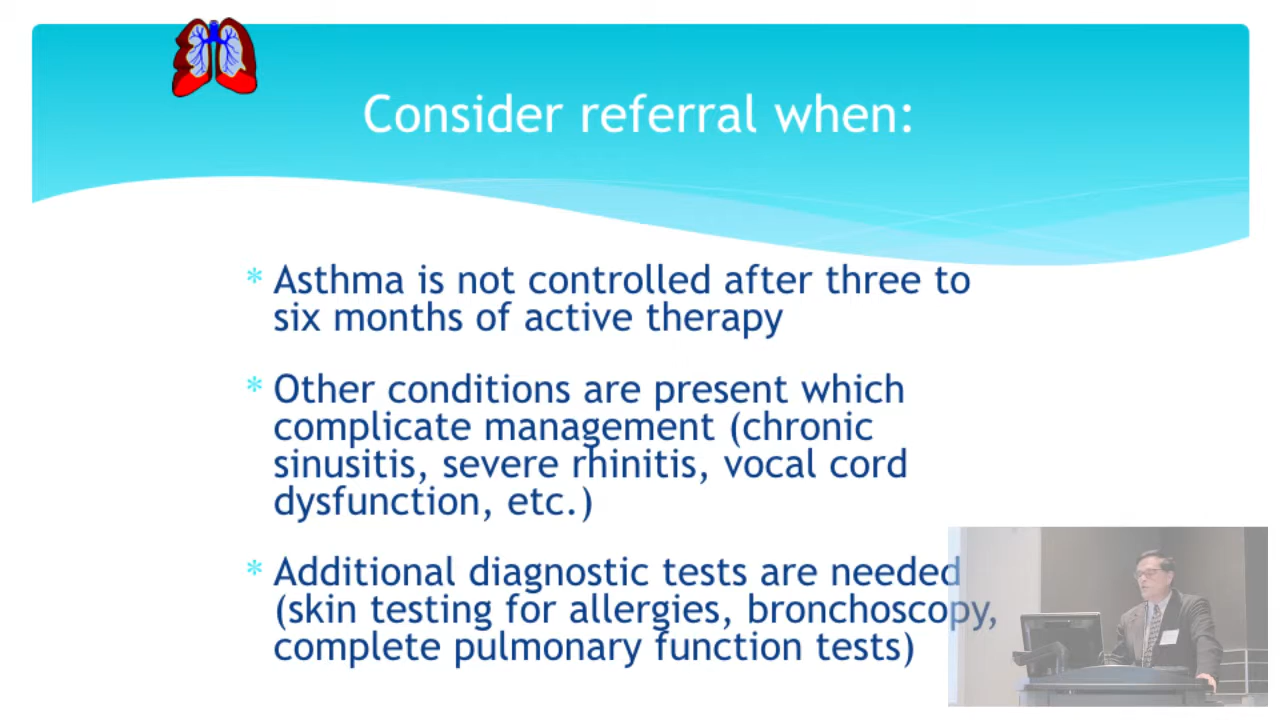 Consider referral when:
* Asthma is not controlled after three to
six months of active therapy
* Other conditions are present which
complicate management (chronic
sinusitis, severe rhinitis, vocal cord
dysfunction, etc.)
* Additional diagnostic tests are needed
(skin testing for allergies, bronchoscopy,
complete pulmonary function tests)